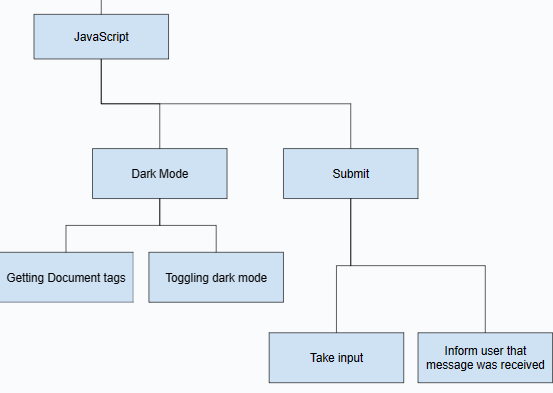 JavaScript
Dark Mode
Submit
Getting Document tags
Toggling dark mode
Take input
Inform user that
message was received